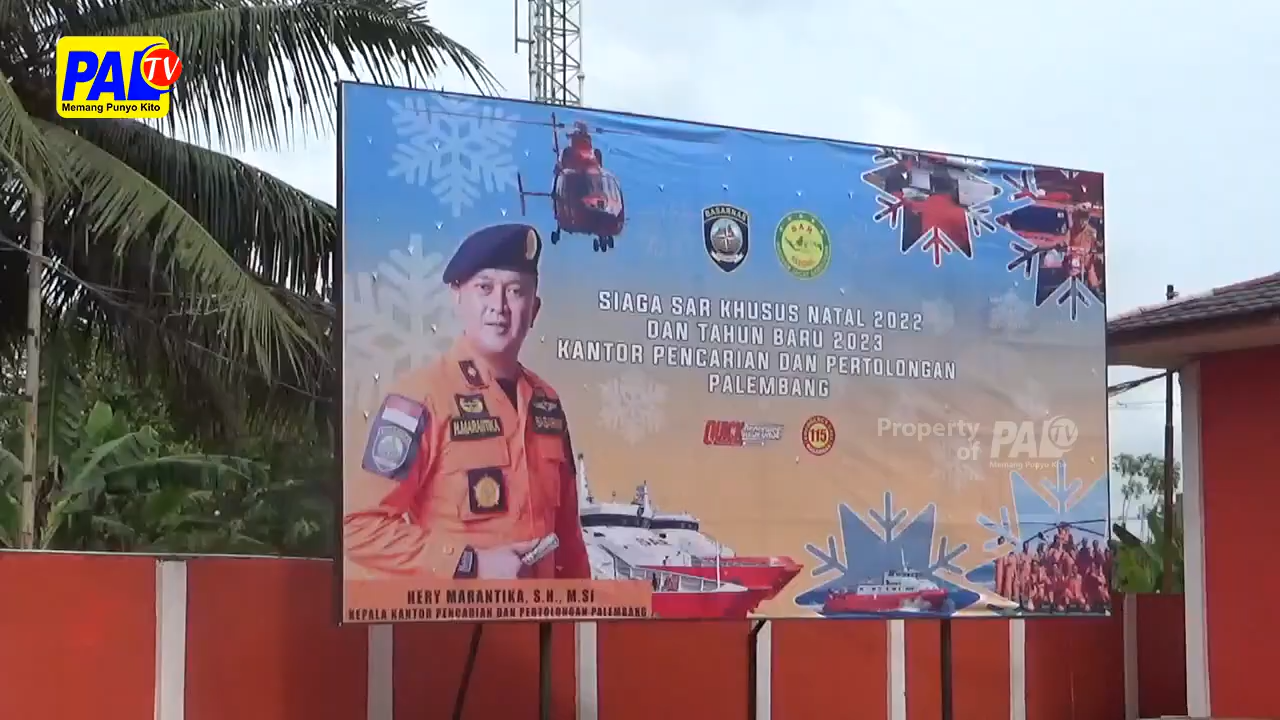 PAL TV
Memang Punyo Kito
BASARNAS
SAR
SIAGA SAR KHUSUS NATAL 2022
DAN TAHUN BARU 2023
KANTOR PENCARIAN DAN PERTOLONGAN
PALEMBANG
QUICK
115
Property
of PAL TV
Memang Punyo Kito
H.MARANTIKA
HERY MARANTIKA, S.H., M.Si
KEPALA KANTOR PENCARIAN DAN PERTOLONGAN PALEMBANG